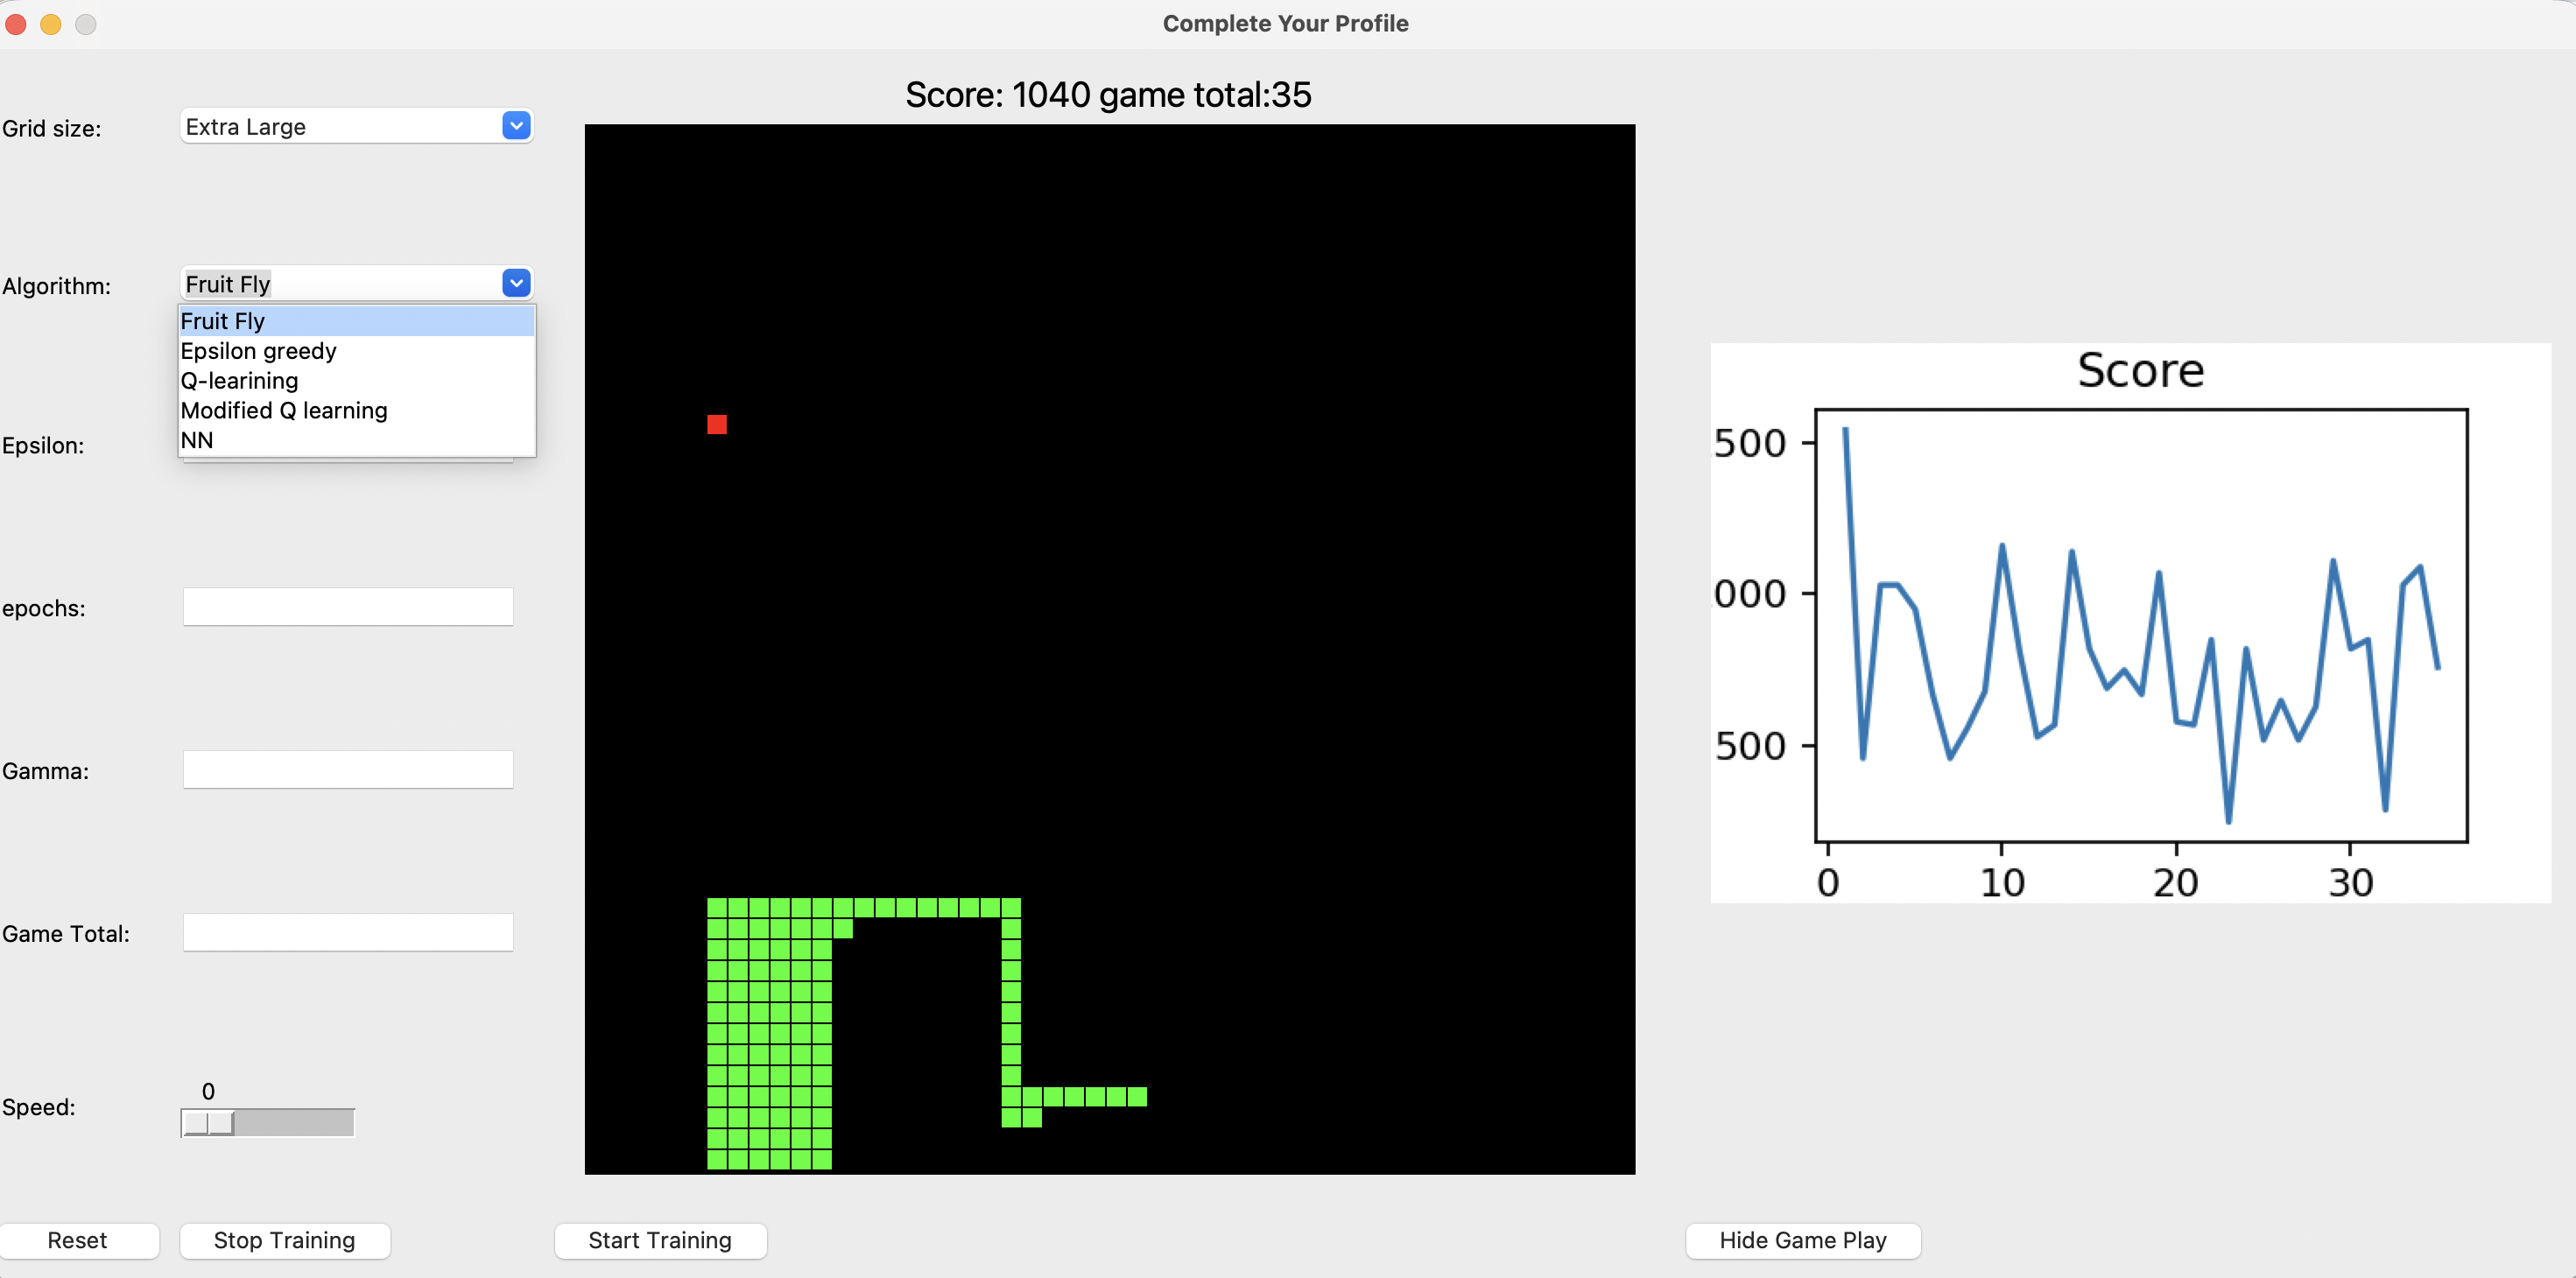 Complete Your Profile
Score: 1040 game total:35
Grid size:
Extra Large
Algorithm:
Fruit Fly
Fruit Fly
Epsilon greedy
Q-learining
Modified Q learning
NN
Epsilon:
epochs:
Gamma:
Game Total:
0
Speed:
Reset
Stop Training
Start Training
Hide Game Play
Score
500
000
500
0 10 20 30